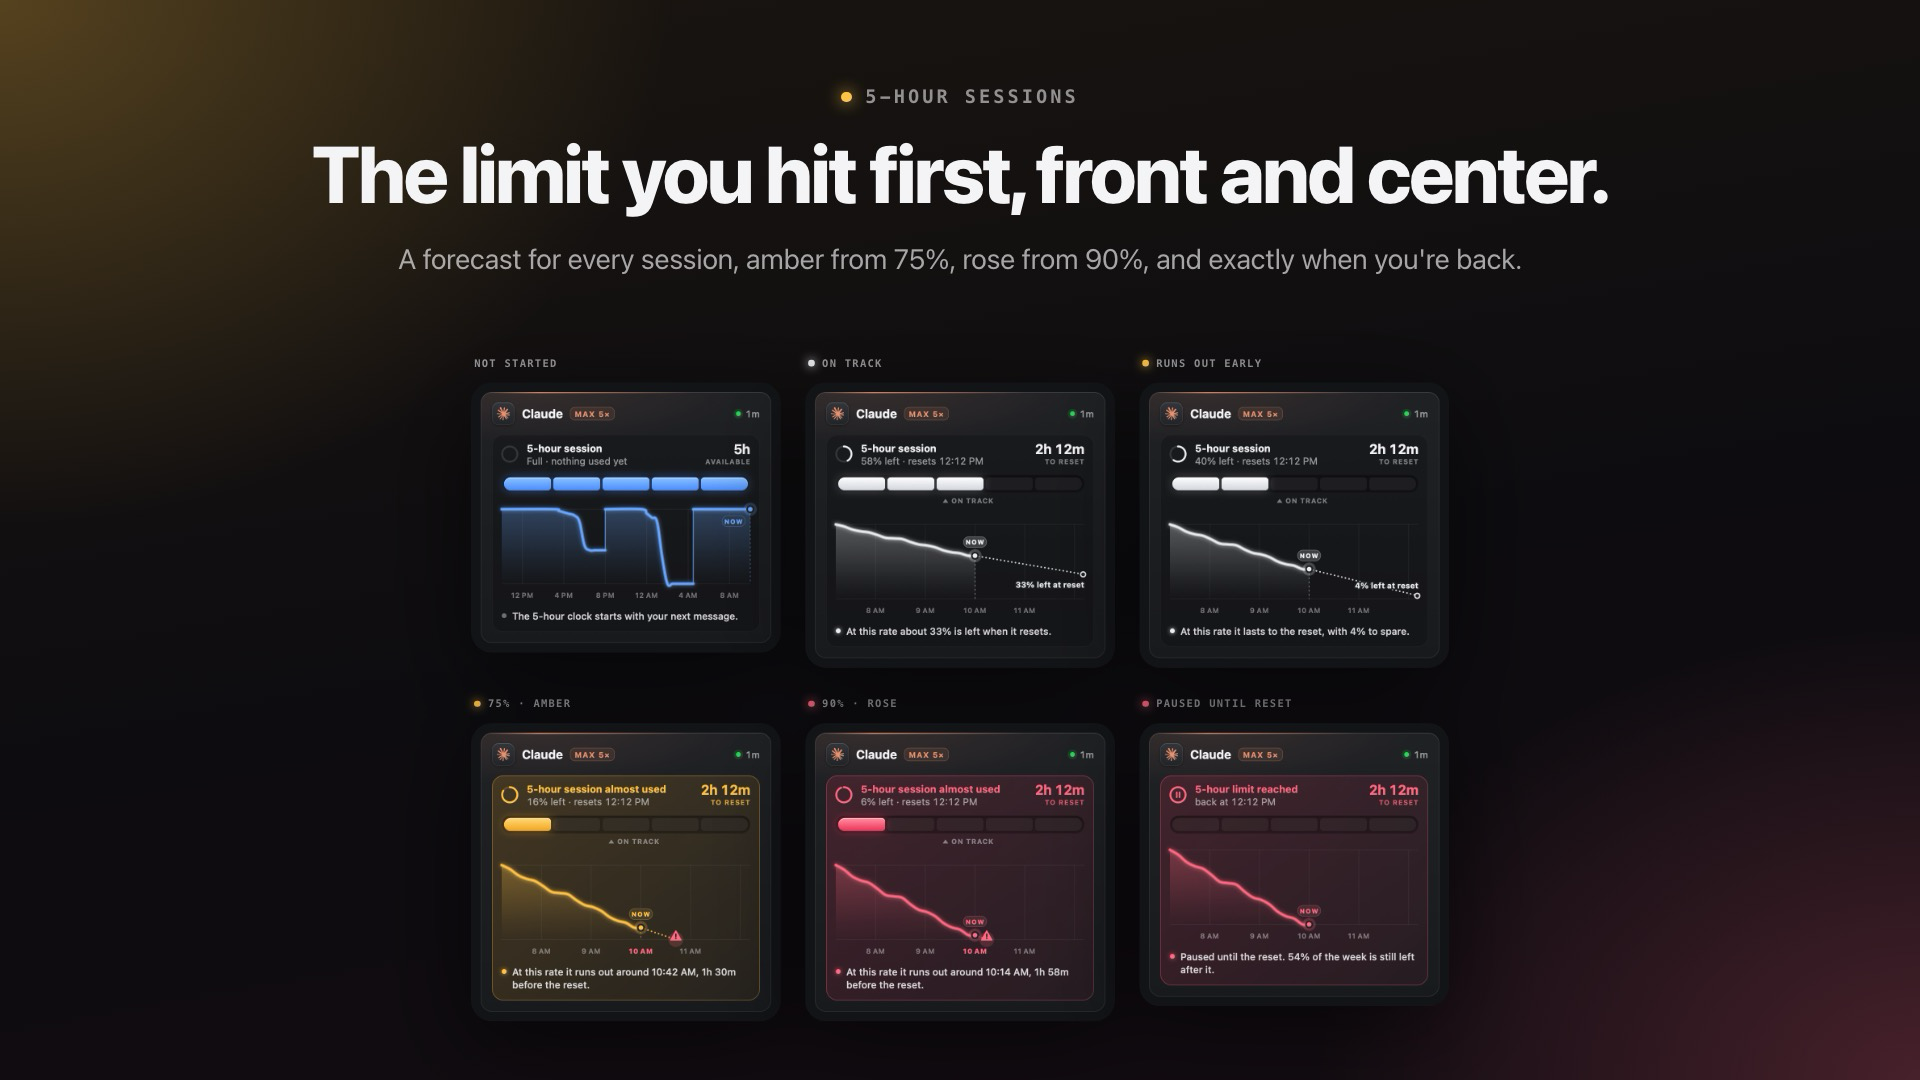 5-HOUR SESSIONS
The limit you hit first, front and center.
A forecast for every session, amber from 75%, rose from 90%, and exactly when you're back.
NOT STARTED
Claude MAX 5× 1m
5-hour session 5h
Full · nothing used yet AVAILABLE
NOW
12 PM 4 PM 8 PM 12 AM 4 AM 8 AM
The 5-hour clock starts with your next message.
ON TRACK
Claude MAX 5× 1m
5-hour session 2h 12m
58% left · resets 12:12 PM TO RESET
ON TRACK
NOW
33% left at reset
8 AM 9 AM 10 AM 11 AM
At this rate about 33% is left when it resets.
RUNS OUT EARLY
Claude MAX 5× 1m
5-hour session 2h 12m
40% left · resets 12:12 PM TO RESET
ON TRACK
NOW
4% left at reset
8 AM 9 AM 10 AM 11 AM
At this rate it lasts to the reset, with 4% to spare.
75% · AMBER
Claude MAX 5× 1m
5-hour session almost used 2h 12m
16% left · resets 12:12 PM TO RESET
ON TRACK
NOW
8 AM 9 AM 10 AM 11 AM
At this rate it runs out around 10:42 AM, 1h 30m
before the reset.
90% · ROSE
Claude MAX 5× 1m
5-hour session almost used 2h 12m
6% left · resets 12:12 PM TO RESET
ON TRACK
NOW
8 AM 9 AM 10 AM 11 AM
At this rate it runs out around 10:14 AM, 1h 58m
before the reset.
PAUSED UNTIL RESET
Claude MAX 5× 1m
5-hour limit reached 2h 12m
back at 12:12 PM TO RESET
NOW
8 AM 9 AM 10 AM 11 AM
Paused until the reset. 54% of the week is still left
after it.